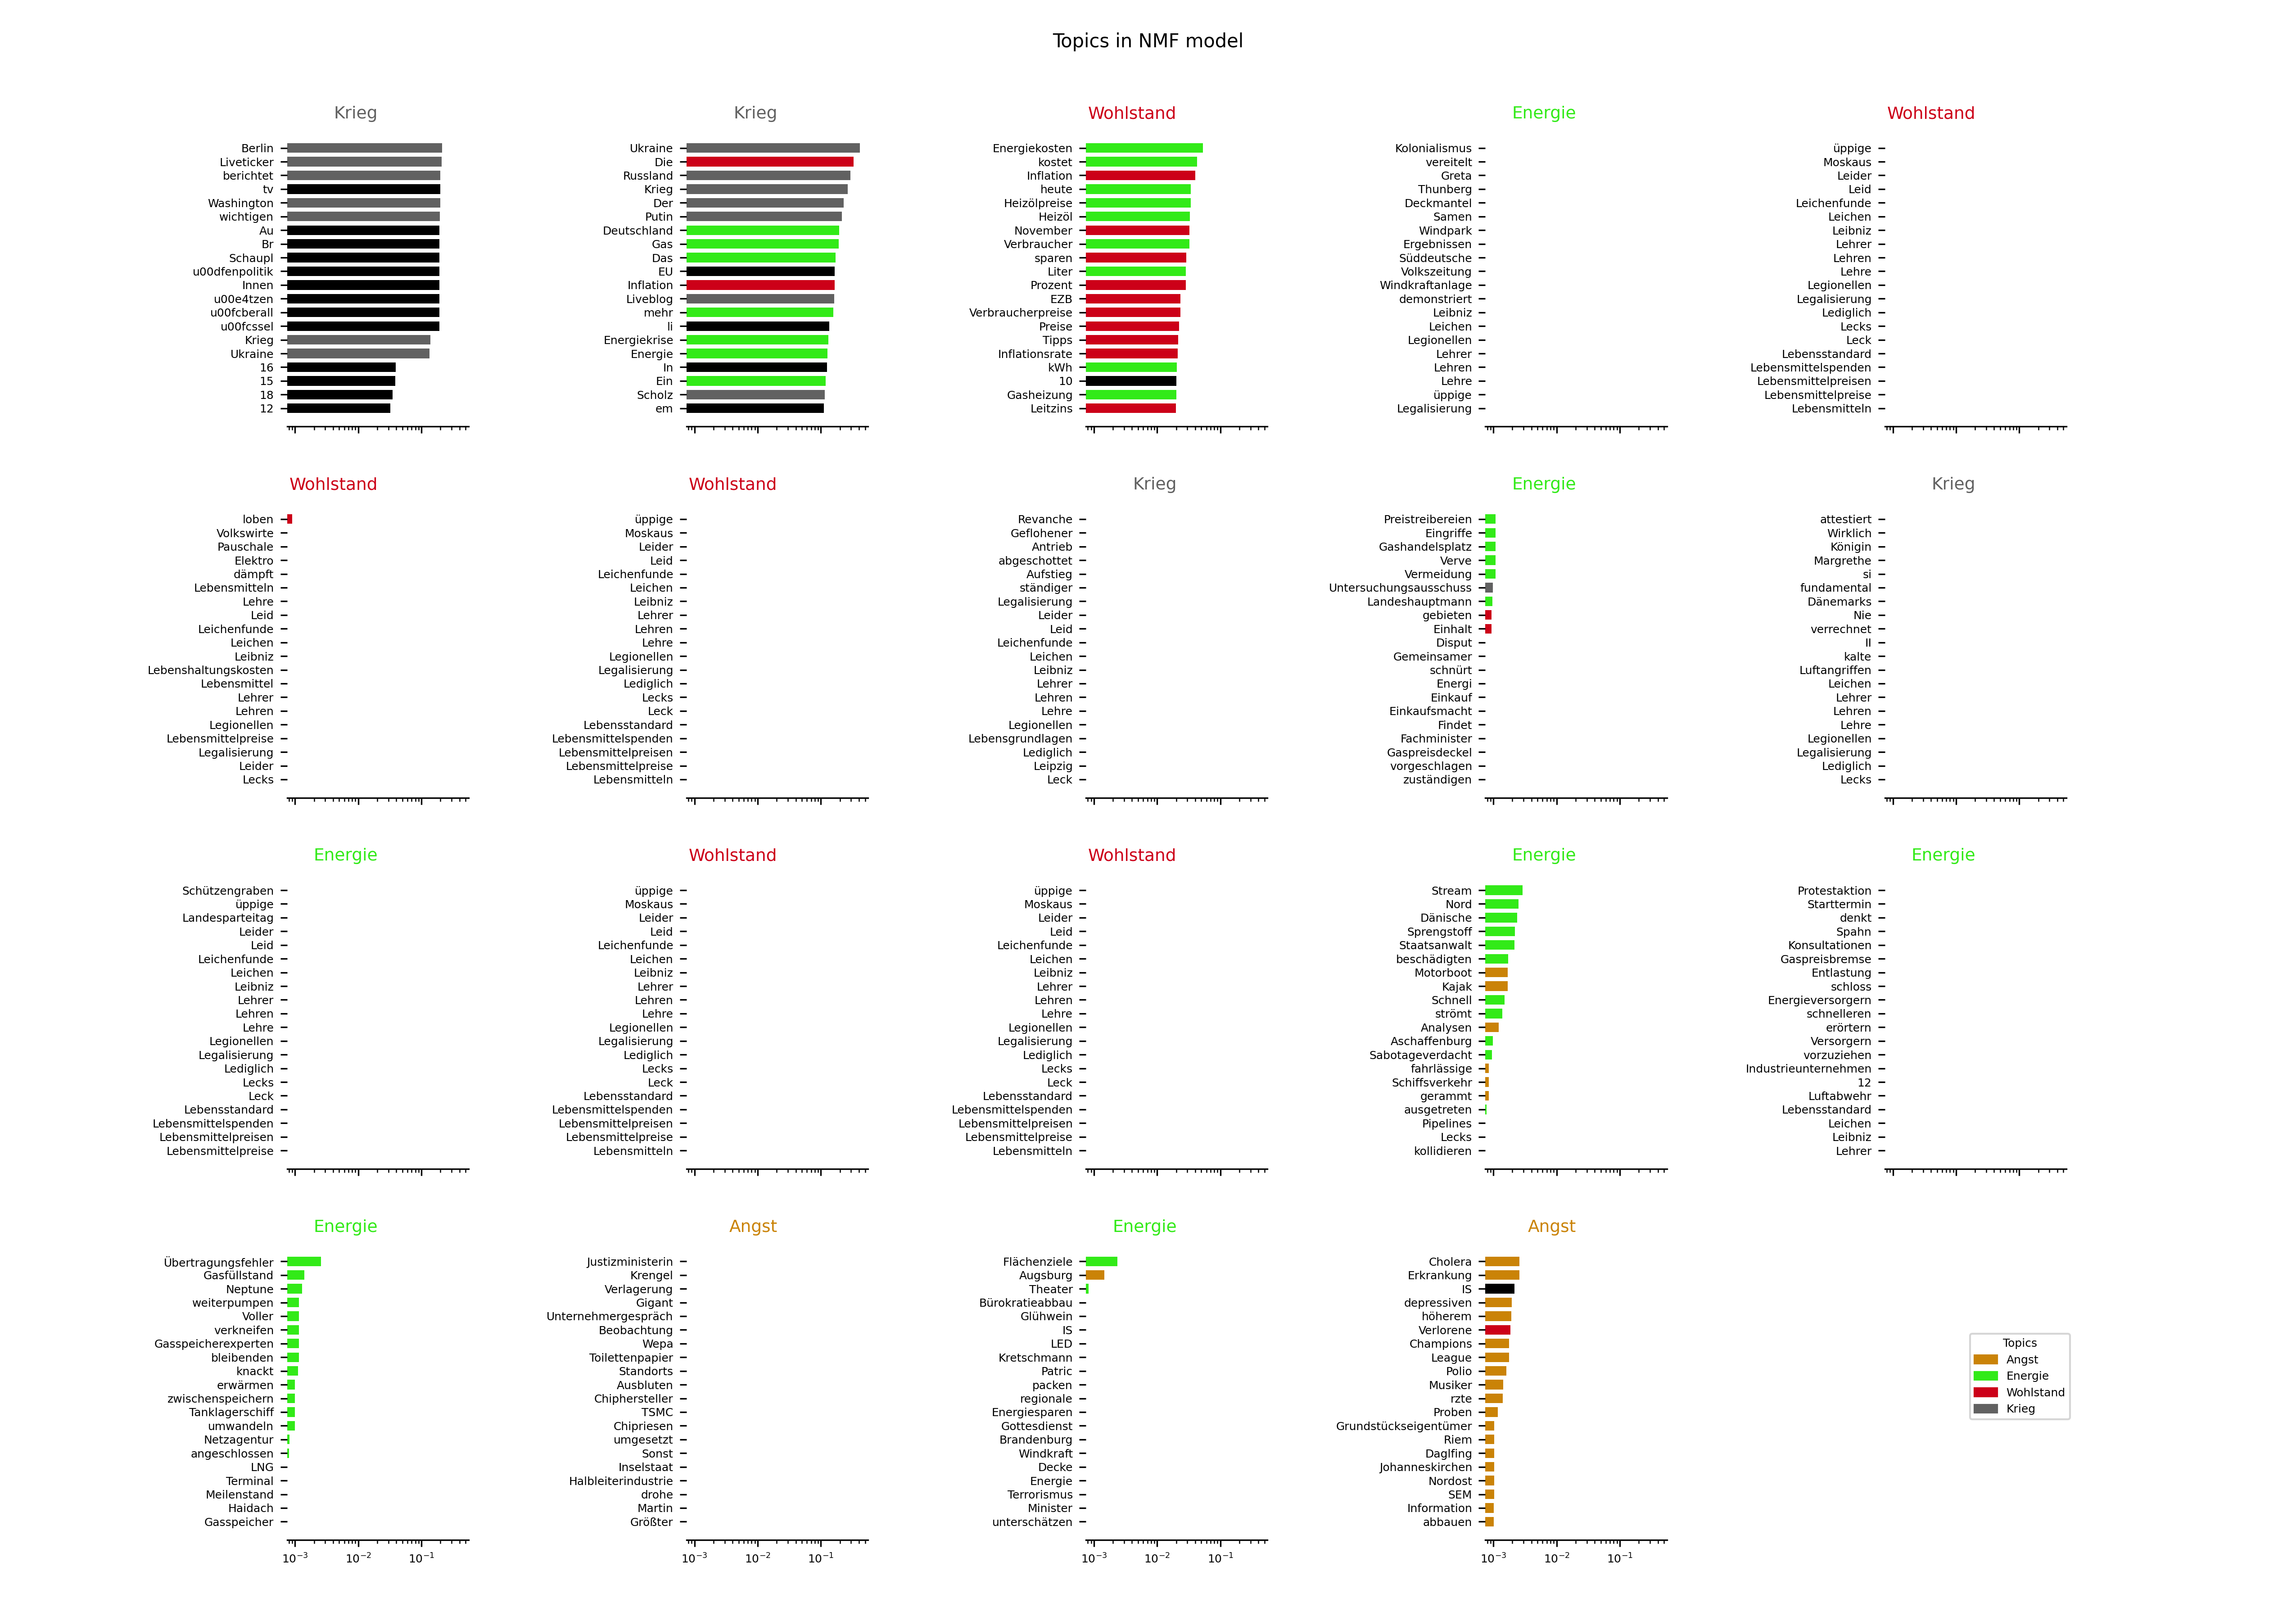 Topics in NMF model
Krieg
Berlin
Liveticker
berichtet
tv
Washington
wichtigen
Au
Br
Schaupl
u00dfenpolitik
Innen
u00e4tzen
u00fcberall
u00fcssel
Krieg
Ukraine
16
15
18
12
Krieg
Ukraine
Die
Russland
Krieg
Der
Putin
Deutschland
Gas
Das
EU
Inflation
Liveblog
mehr
li
Energiekrise
Energie
In
Ein
Scholz
em
Wohlstand
Energiekosten
kostet
Inflation
heute
Heizölpreise
Heizöl
November
Verbraucher
sparen
Liter
Prozent
EZB
Verbraucherpreise
Preise
Tipps
Inflationsrate
kWh
10
Gasheizung
Leitzins
Energie
Kolonialismus
vereitelt
Greta
Thunberg
Deckmantel
Samen
Windpark
Ergebnissen
Süddeutsche
Volkszeitung
Windkraftanlage
demonstriert
Leibniz
Leichen
Legionellen
Lehrer
Lehren
Lehre
üppige
Legalisierung
Wohlstand
üppige
Moskaus
Leider
Leid
Leichenfunde
Leichen
Leibniz
Lehrer
Lehren
Lehre
Legionellen
Legalisierung
Lediglich
Lecks
Leck
Lebensstandard
Lebensmittelspenden
Lebensmittelpreisen
Lebensmittelpreise
Lebensmitteln
Wohlstand
loben
Volkswirte
Pauschale
Elektro
dämpft
Lebensmitteln
Lehre
Leid
Leichenfunde
Leichen
Leibniz
Lebenshaltungskosten
Lebensmittel
Lehrer
Lehren
Legionellen
Lebensmittelpreise
Legalisierung
Leider
Lecks
Wohlstand
üppige
Moskaus
Leider
Leid
Leichenfunde
Leichen
Leibniz
Lehrer
Lehren
Lehre
Legionellen
Legalisierung
Lediglich
Lecks
Leck
Lebensstandard
Lebensmittelspenden
Lebensmittelpreisen
Lebensmittelpreise
Lebensmitteln
Krieg
Revanche
Geflohener
Antrieb
abgeschottet
Aufstieg
ständiger
Legalisierung
Leider
Leid
Leichenfunde
Leichen
Leibniz
Lehrer
Lehren
Lehre
Legionellen
Lebensgrundlagen
Lediglich
Leipzig
Leck
Energie
Preistreibereien
Eingriffe
Gashandelsplatz
Verve
Vermeidung
Untersuchungsausschuss
Landeshauptmann
gebieten
Einhalt
Disput
Gemeinsamer
schnürt
Energi
Einkauf
Einkaufsmacht
Findet
Fachminister
Gaspreisdeckel
vorgeschlagen
zuständigen
Krieg
attestiert
Wirklich
Königin
Margrethe
si
fundamental
Dänemarks
Nie
verrechnet
II
kalte
Luftangriffen
Leichen
Lehrer
Lehren
Lehre
Legionellen
Legalisierung
Lediglich
Lecks
Energie
Schützengraben
üppige
Landesparteitag
Leider
Leid
Leichenfunde
Leichen
Leibniz
Lehrer
Lehren
Lehre
Legionellen
Legalisierung
Lediglich
Lecks
Leck
Lebensstandard
Lebensmittelspenden
Lebensmittelpreisen
Lebensmittelpreise
Wohlstand
üppige
Moskaus
Leider
Leid
Leichenfunde
Leichen
Leibniz
Lehrer
Lehren
Lehre
Legionellen
Legalisierung
Lediglich
Lecks
Leck
Lebensstandard
Lebensmittelspenden
Lebensmittelpreisen
Lebensmittelpreise
Lebensmitteln
Wohlstand
üppige
Moskaus
Leider
Leid
Leichenfunde
Leichen
Leibniz
Lehrer
Lehren
Lehre
Legionellen
Legalisierung
Lediglich
Lecks
Leck
Lebensstandard
Lebensmittelspenden
Lebensmittelpreisen
Lebensmittelpreise
Lebensmitteln
Energie
Stream
Nord
Dänische
Sprengstoff
Staatsanwalt
beschädigten
Motorboot
Kajak
Schnell
strömt
Analysen
Aschaffenburg
Sabotageverdacht
fahrlässige
Schiffsverkehr
gerammt
ausgetreten
Pipelines
Lecks
kollidieren
Energie
Protestaktion
Starttermin
denkt
Spahn
Konsultationen
Gaspreisbremse
Entlastung
schloss
Energieversorgern
schnelleren
erörtern
Versorgern
vorzuziehen
Industrieunternehmen
12
Luftabwehr
Lebensstandard
Leichen
Leibniz
Lehrer
Energie
Übertragungsfehler
Gasfüllstand
Neptune
weiterpumpen
Voller
verkneifen
Gasspeicherexperten
bleibenden
knackt
erwärmen
zwischenspeichern
Tanklagerschiff
umwandeln
Netzagentur
angeschlossen
LNG
Terminal
Meilenstand
Haidach
Gasspeicher
10⁻³ 10⁻² 10⁻¹
Angst
Justizministerin
Krengel
Verlagerung
Gigant
Unternehmergespräch
Beobachtung
Wepa
Toilettenpapier
Standorts
Ausbluten
Chiphersteller
TSMC
Chipriesen
umgesetzt
Sonst
Inselstaat
Halbleiterindustrie
drohe
Martin
Größter
10⁻³ 10⁻² 10⁻¹
Energie
Flächenziele
Augsburg
Theater
Bürokratieabbau
Glühwein
IS
LED
Kretschmann
Patric
packen
regionale
Energiesparen
Gottesdienst
Brandenburg
Windkraft
Decke
Energie
Terrorismus
Minister
unterschätzen
10⁻³ 10⁻² 10⁻¹
Angst
Cholera
Erkrankung
IS
depressiven
höherem
Verlorene
Champions
League
Polio
Musiker
rzte
Proben
Grundstückseigentümer
Riem
Daglfing
Johanneskirchen
Nordost
SEM
Information
abbauen
10⁻³ 10⁻² 10⁻¹
Topics
Angst
Energie
Wohlstand
Krieg